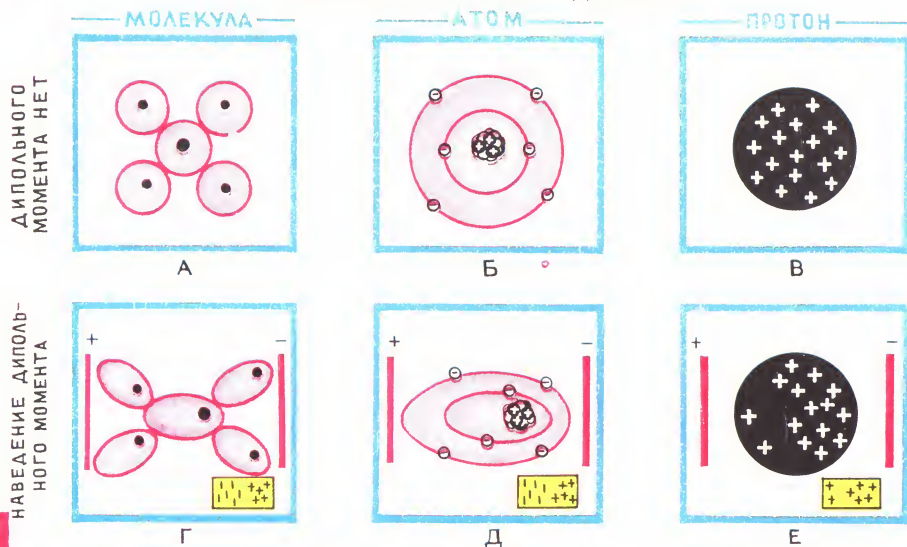 МОЛЕКУЛА
АТОМ
ПРОТОН
ДИПОЛЬНОГО
МОМЕНТА НЕТ
А
Б
В
НАВЕДЕНИЕ ДИПОЛЬ-
НОГО МОМЕНТА
+ −
+ −
+ −
Г
Д
Е